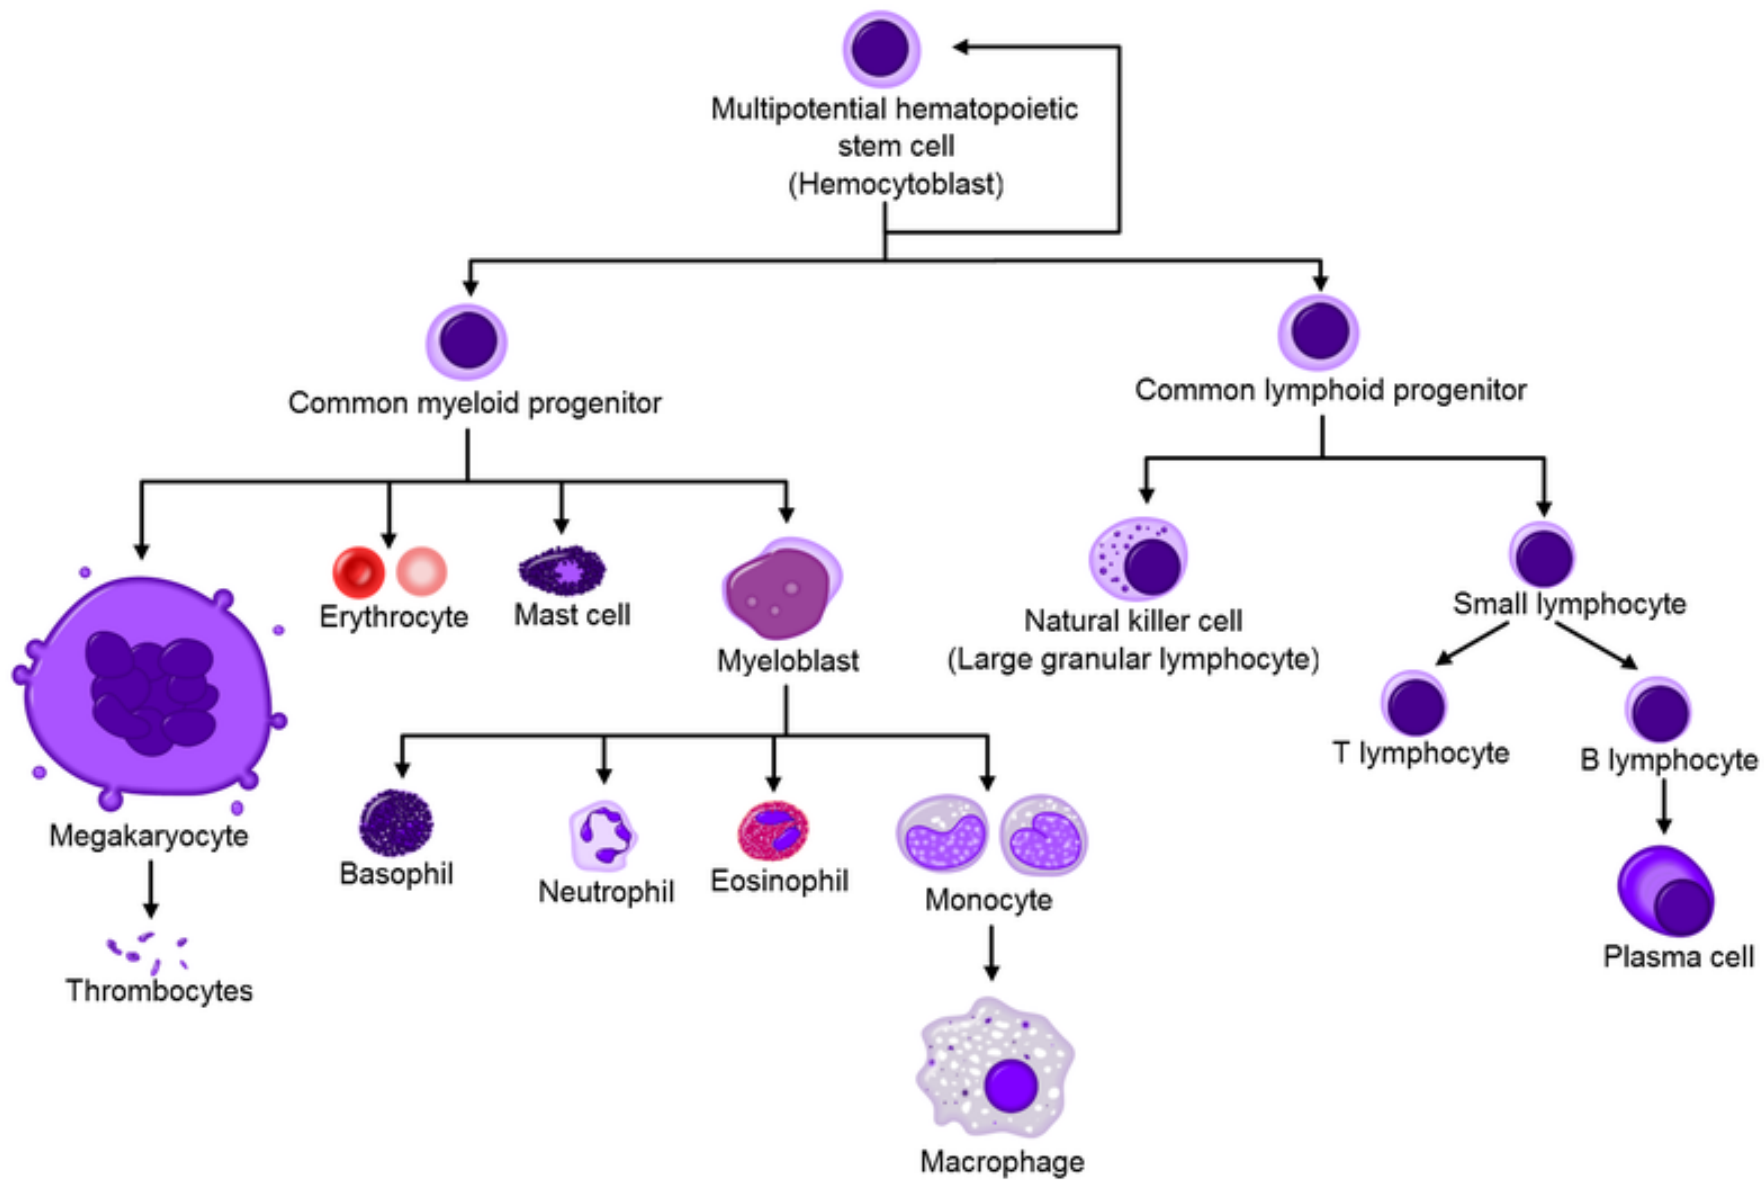 Multipotential hematopoietic
stem cell
(Hemocytoblast)
Common myeloid progenitor
Common lymphoid progenitor
Erythrocyte
Mast cell
Myeloblast
Natural killer cell
(Large granular lymphocyte)
Small lymphocyte
T lymphocyte
B lymphocyte
Megakaryocyte
Basophil
Neutrophil
Eosinophil
Monocyte
Plasma cell
Thrombocytes
Macrophage